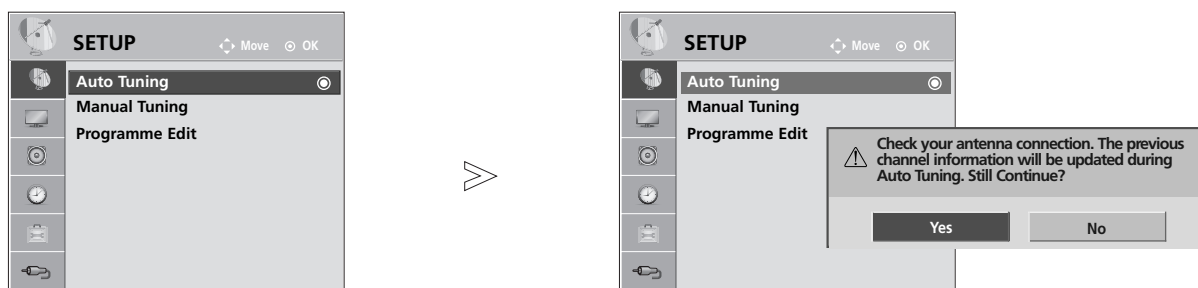 SETUP
Move OK
Auto Tuning
Manual Tuning
Programme Edit
SETUP
Move OK
Auto Tuning
Manual Tuning
Programme Edit
Check your antenna connection. The previous
channel information will be updated during
Auto Tuning. Still Continue?
Yes No